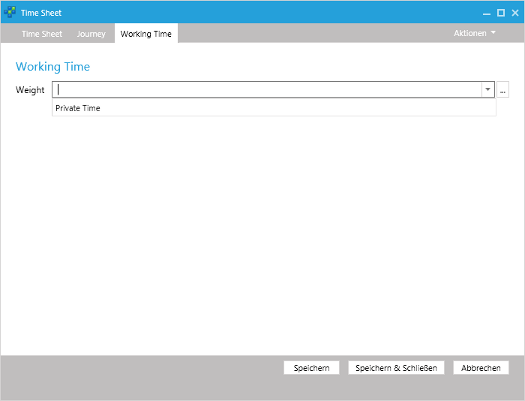 Time Sheet
Time Sheet Journey Working Time Aktionen
Working Time
Weight ...
Private Time
Speichern Speichern & Schließen Abbrechen